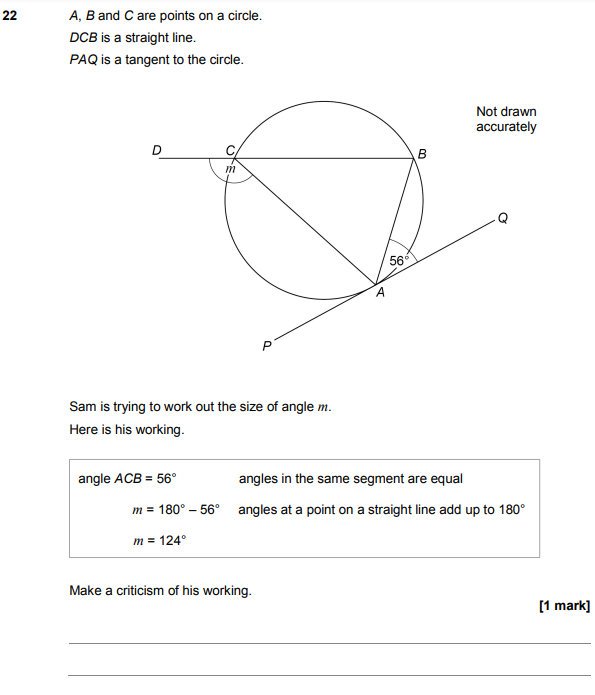 22 A, B and C are points on a circle.
DCB is a straight line.
PAQ is a tangent to the circle.
Not drawn
accurately
D C B
m
Q
56°
A
P
Sam is trying to work out the size of angle m.
Here is his working.
angle ACB = 56° angles in the same segment are equal
m = 180° – 56° angles at a point on a straight line add up to 180°
m = 124°
Make a criticism of his working.
[1 mark]